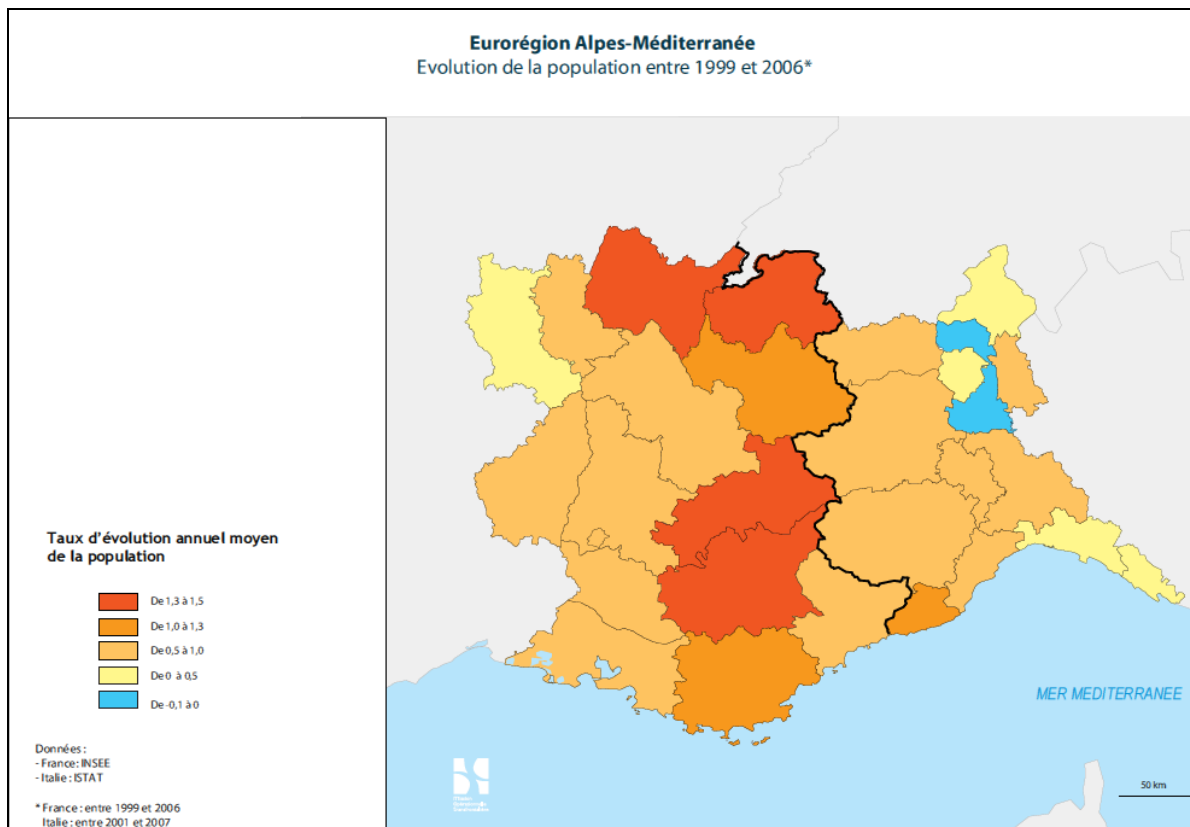 Eurorégion Alpes-Méditerranée
Evolution de la population entre 1999 et 2006*
Taux d'évolution annuel moyen
de la population
De 1,3 à 1,5
De 1,0 à 1,3
De 0,5 à 1,0
De 0 à 0,5
De -0,1 à 0
Données :
- France : INSEE
- Italie : ISTAT
* France : entre 1999 et 2006
Italie : entre 2001 et 2007
MER MEDITERRANEE
50 km